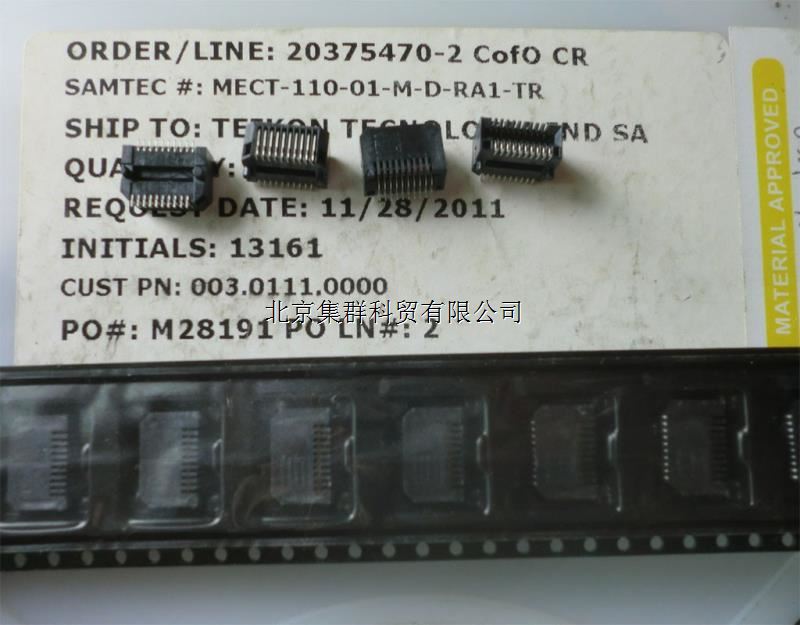 ORDER/LINE: 20375470-2 CofO CR
SAMTEC #: MECT-110-01-M-D-RA1-TR
SHIP TO: SA
REQUEST DATE: 11/28/2011
INITIALS: 13161
CUST PN: 003.0111.0000
北京集群科贸有限公司
PO#: M28191 PO LN#: 2
MATERIAL APPROVED